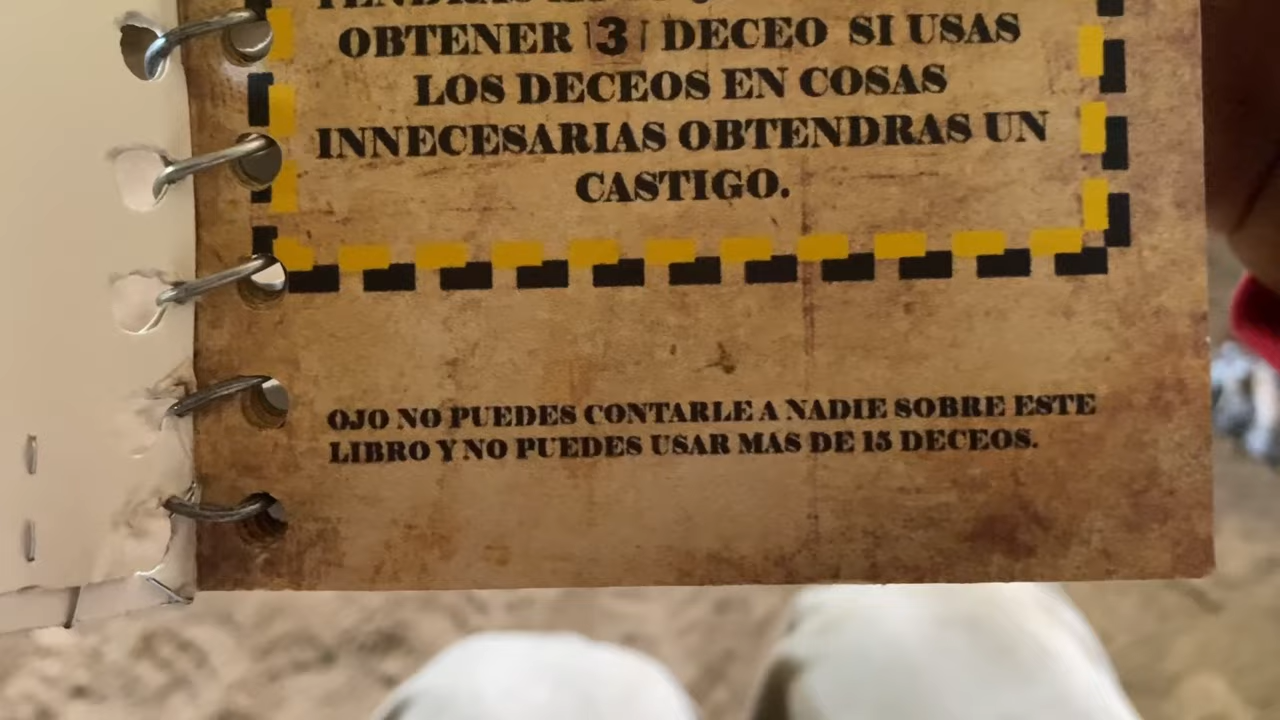 OBTENER 3 DECEO SI USAS
LOS DECEOS EN COSAS
INNECESARIAS OBTENDRAS UN
CASTIGO.
OJO NO PUEDES CONTARLE A NADIE SOBRE ESTE
LIBRO Y NO PUEDES USAR MAS DE 15 DECEOS.